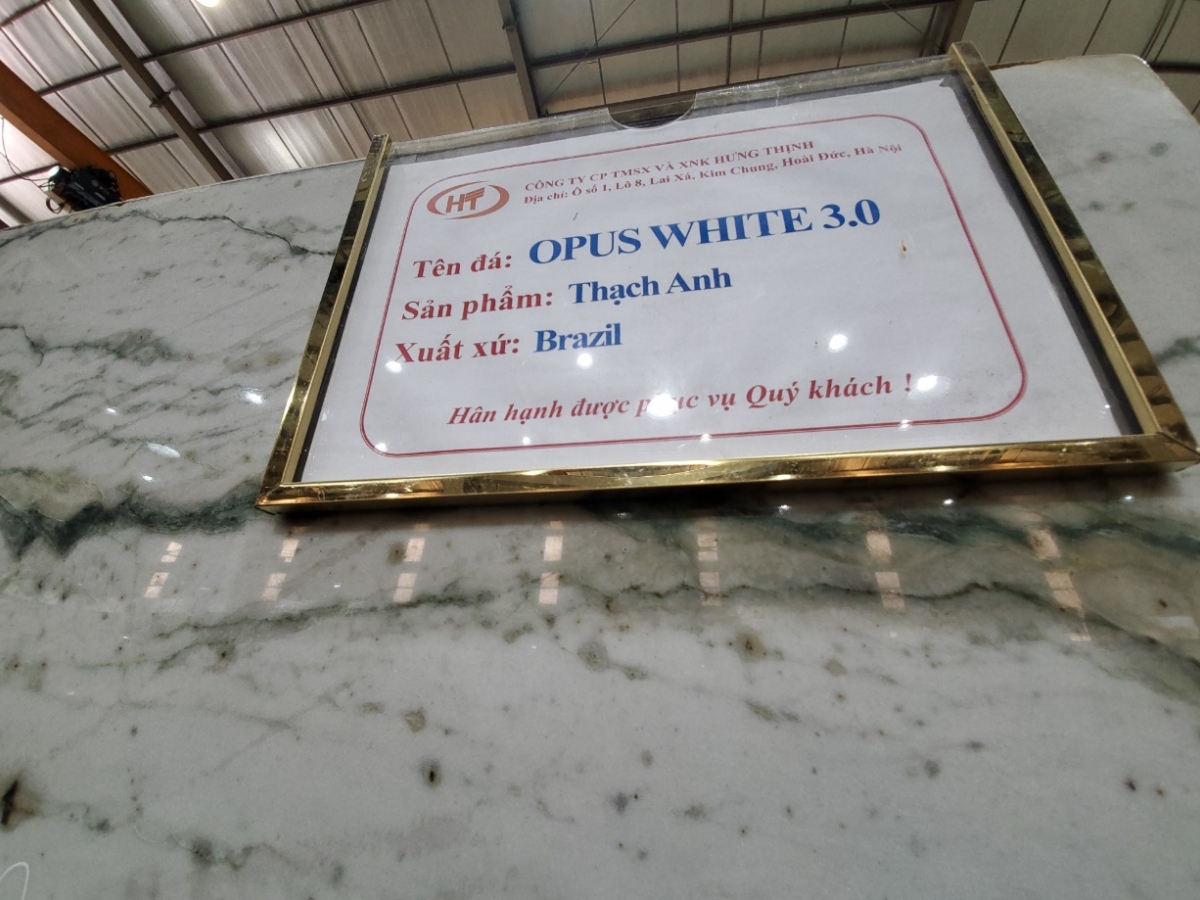 HT
CÔNG TY CP TMSX VÀ XNK HƯNG THỊNH
Địa chỉ: Ô số 1, Lô 8, Lai Xá, Kim Chung, Hoài Đức, Hà Nội
Tên đá: OPUS WHITE 3.0
Sản phẩm: Thạch Anh
Xuất xứ: Brazil
Hân hạnh được phục vụ Quý khách !